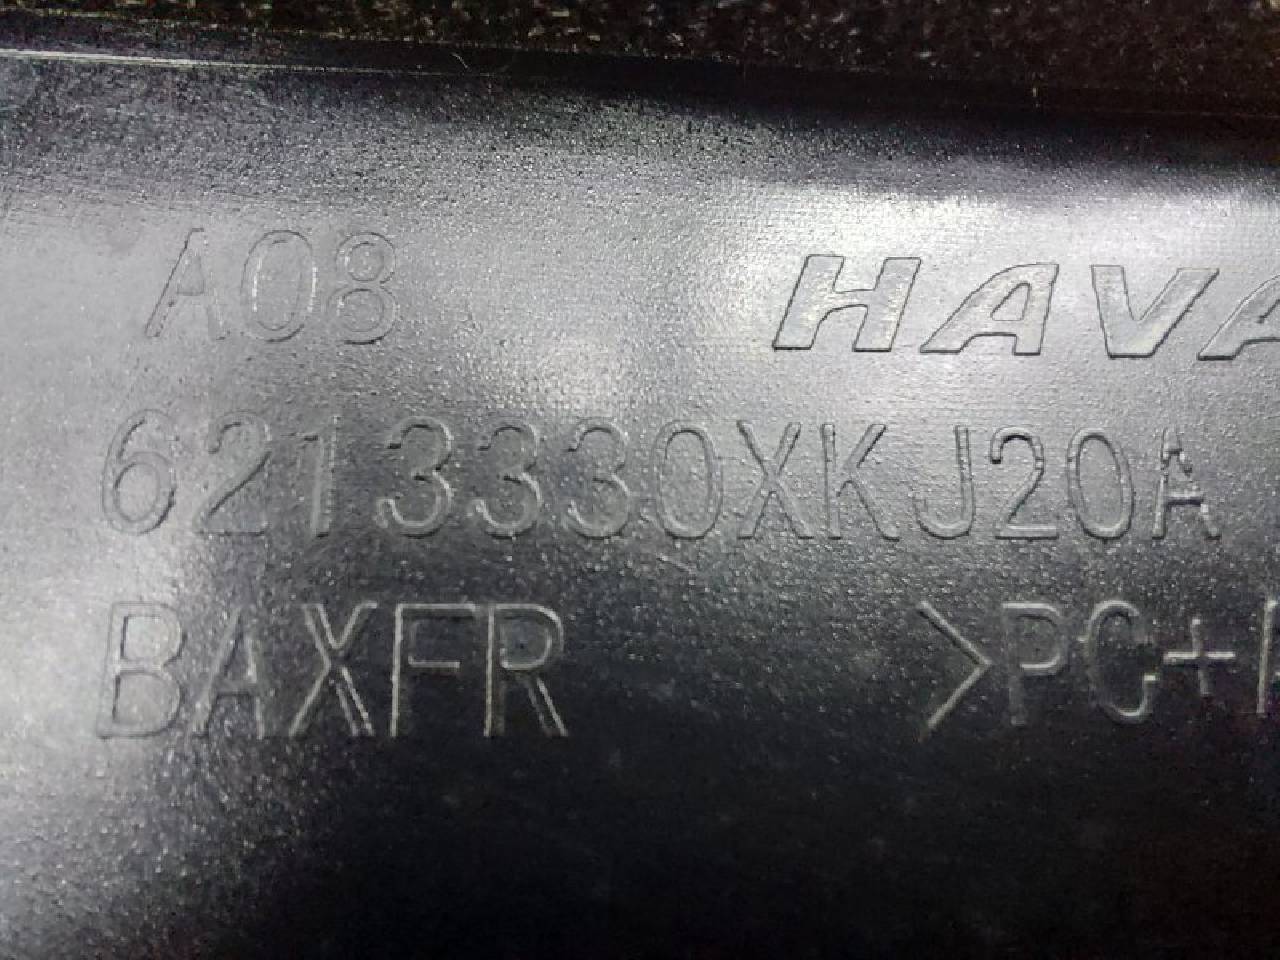 A08 HAVA
6213330XKJ20A
BAXFR >PC+